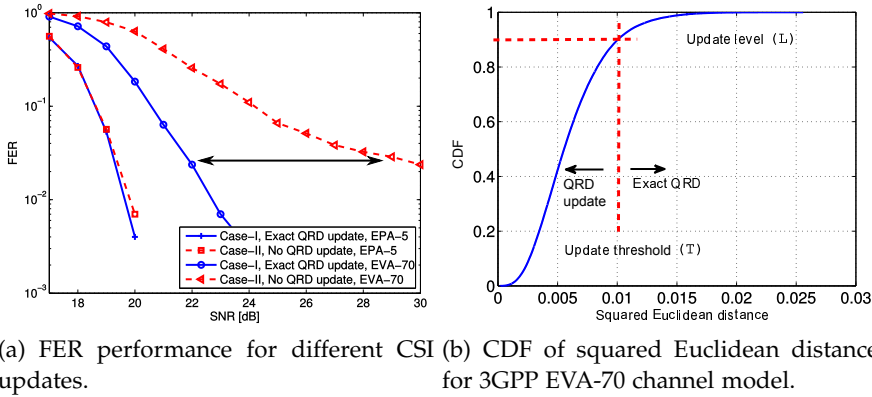 10⁰
10⁻¹
10⁻²
10⁻³
FER
18 20 22 24 26 28 30
SNR [dB]
Case-I, Exact QRD update, EPA-5
Case-II, No QRD update, EPA-5
Case-I, Exact QRD update, EVA-70
Case-II, No QRD update, EVA-70
1
0.8
0.6
0.4
0.2
0
CDF
Update level (L)
QRD
update
Exact QRD
Update threshold (T)
0 0.005 0.01 0.015 0.02 0.025 0.03
Squared Euclidean distance
(a) FER performance for different CSI
updates.
(b) CDF of squared Euclidean distance
for 3GPP EVA-70 channel model.